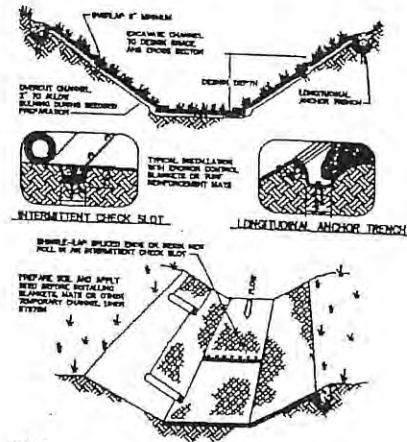 OVERLAP 6" MINIMUM
EXCAVATE CHANNEL
TO DESIGN GRADE
AND CROSS SECTION
DESIGN DEPTH
OVERCUT CHANNEL
2" TO ALLOW
BULKING DURING SEEDBED
PREPARATION
LONGITUDINAL
ANCHOR TRENCH
TYPICAL INSTALLATION
WITH EROSION CONTROL
BLANKETS OR TURF
REINFORCEMENT MATS
INTERMITTENT CHECK SLOT
LONGITUDINAL ANCHOR TRENCH
SHINGLE-LAP SPLICED ENDS OR BEGIN NEW
ROLL IN AN INTERMITTENT CHECK SLOT
PREPARE SOIL AND APPLY
SEED BEFORE INSTALLING
BLANKETS, MATS OR OTHER
TEMPORARY CHANNEL LINER
SYSTEM
FLOW